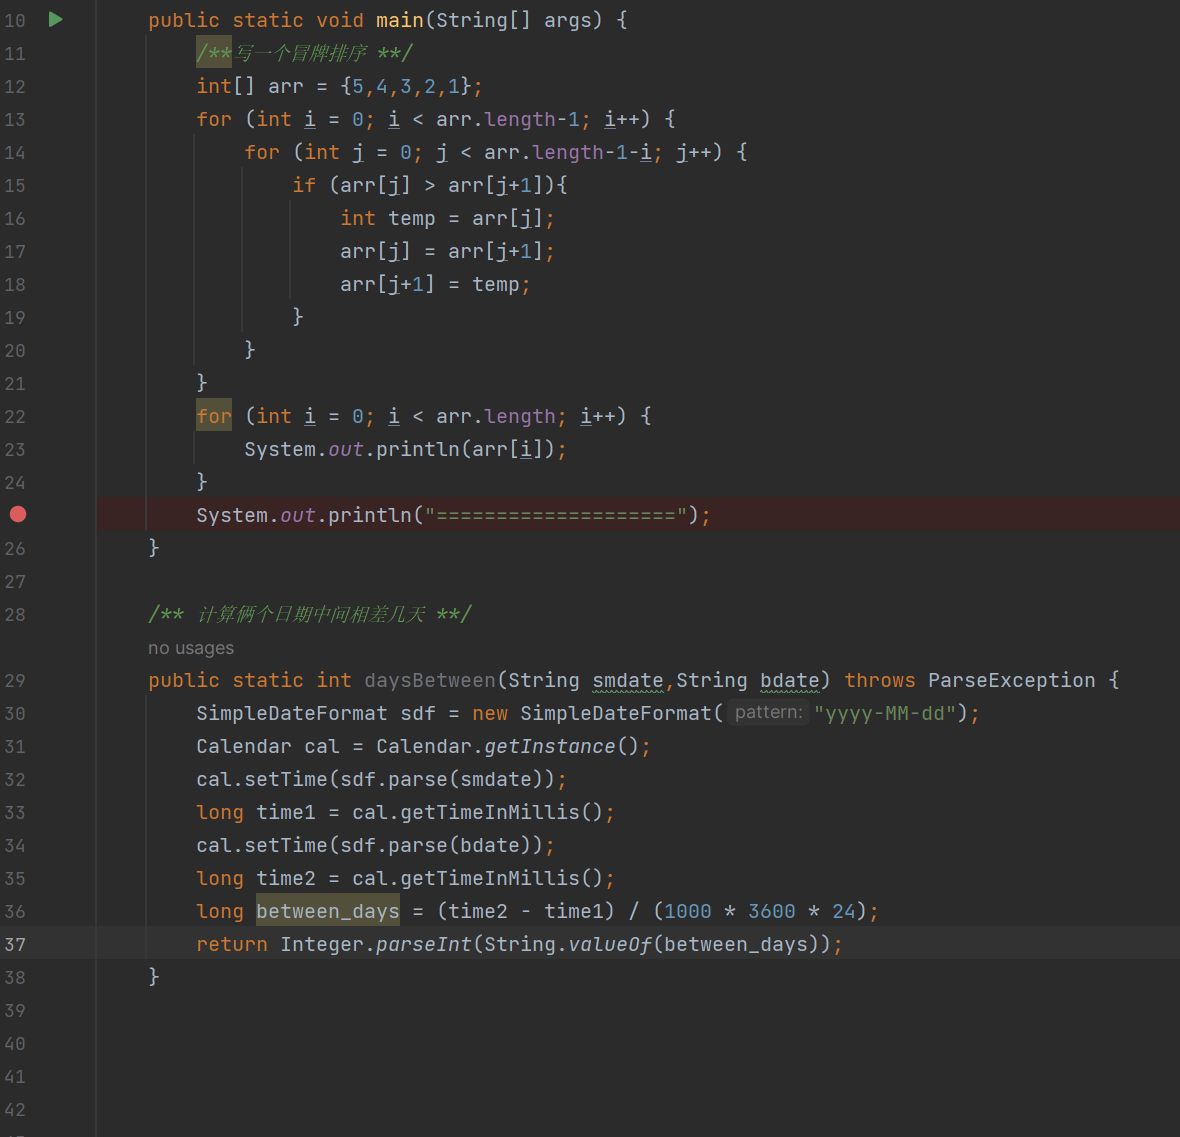 10 public static void main(String[] args) {
11 /**写一个冒牌排序 **/
12 int[] arr = {5,4,3,2,1};
13 for (int i = 0; i < arr.length-1; i++) {
14 for (int j = 0; j < arr.length-1-i; j++) {
15 if (arr[j] > arr[j+1]){
16 int temp = arr[j];
17 arr[j] = arr[j+1];
18 arr[j+1] = temp;
19 }
20 }
21 }
22 for (int i = 0; i < arr.length; i++) {
23 System.out.println(arr[i]);
24 }
System.out.println("====================");
26 }
27
28 /** 计算俩个日期中间相差几天 **/
no usages
29 public static int daysBetween(String smdate,String bdate) throws ParseException {
30 SimpleDateFormat sdf = new SimpleDateFormat( pattern: "yyyy-MM-dd");
31 Calendar cal = Calendar.getInstance();
32 cal.setTime(sdf.parse(smdate));
33 long time1 = cal.getTimeInMillis();
34 cal.setTime(sdf.parse(bdate));
35 long time2 = cal.getTimeInMillis();
36 long between_days = (time2 - time1) / (1000 * 3600 * 24);
37 return Integer.parseInt(String.valueOf(between_days));
38 }
39
40
41
42